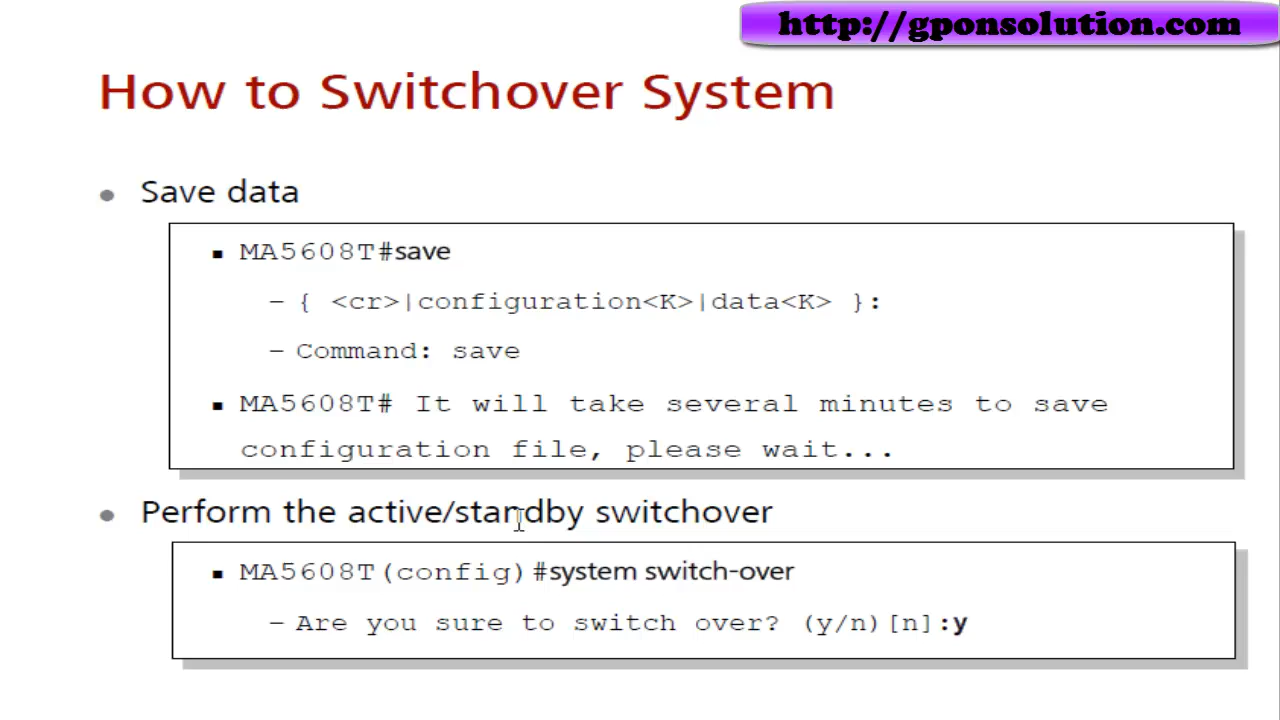 http://gponsolution.com
How to Switchover System
Save data
MA5608T#save
– { <cr>|configuration<K>|data<K> }:
– Command: save
MA5608T# It will take several minutes to save
configuration file, please wait...
Perform the active/standby switchover
MA5608T(config)#system switch-over
– Are you sure to switch over? (y/n)[n]:y